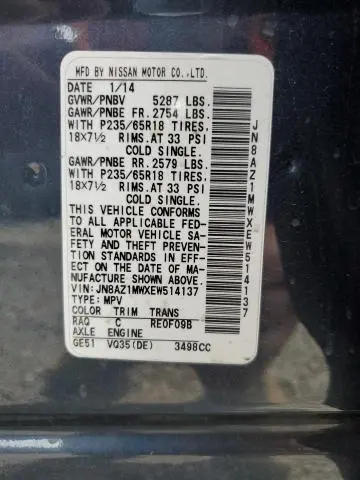 MFD BY NISSAN MOTOR CO.,LTD.
DATE 1/14
GVWR/PNBV 5287 LBS.
GAWR/PNBE FR. 2754 LBS.
WITH P235/65R18 TIRES.
18X7½ RIMS.AT 33 PSI
COLD SINGLE.
GAWR/PNBE RR. 2579 LBS.
WITH P235/65R18 TIRES.
18X7½ RIMS.AT 33 PSI
COLD SINGLE.
THIS VEHICLE CONFORMS
TO ALL APPLICABLE FED-
ERAL MOTOR VEHICLE SA-
FETY AND THEFT PREVEN-
TION STANDARDS IN EFF-
ECT ON THE DATE OF MA-
NUFACTURE SHOWN ABOVE.
VIN: JN8AZ1MWXEW514137
TYPE: MPV
COLOR TRIM TRANS
RAQ C RE0F09B
AXLE ENGINE
GE51 VQ35(DE) 3498CC
JN8AZ1MWXEW514137